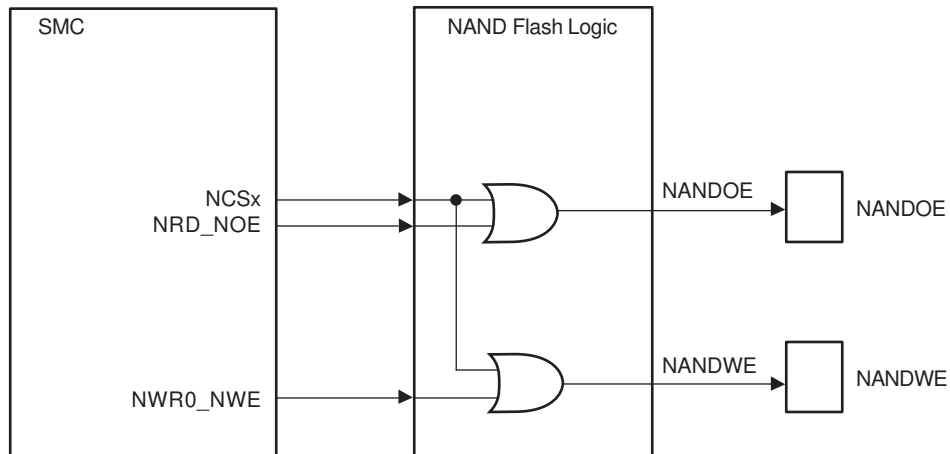 SMC
NAND Flash Logic
NCSx
NRD_NOE
NANDOE
NANDOE
NWR0_NWE
NANDWE
NANDWE